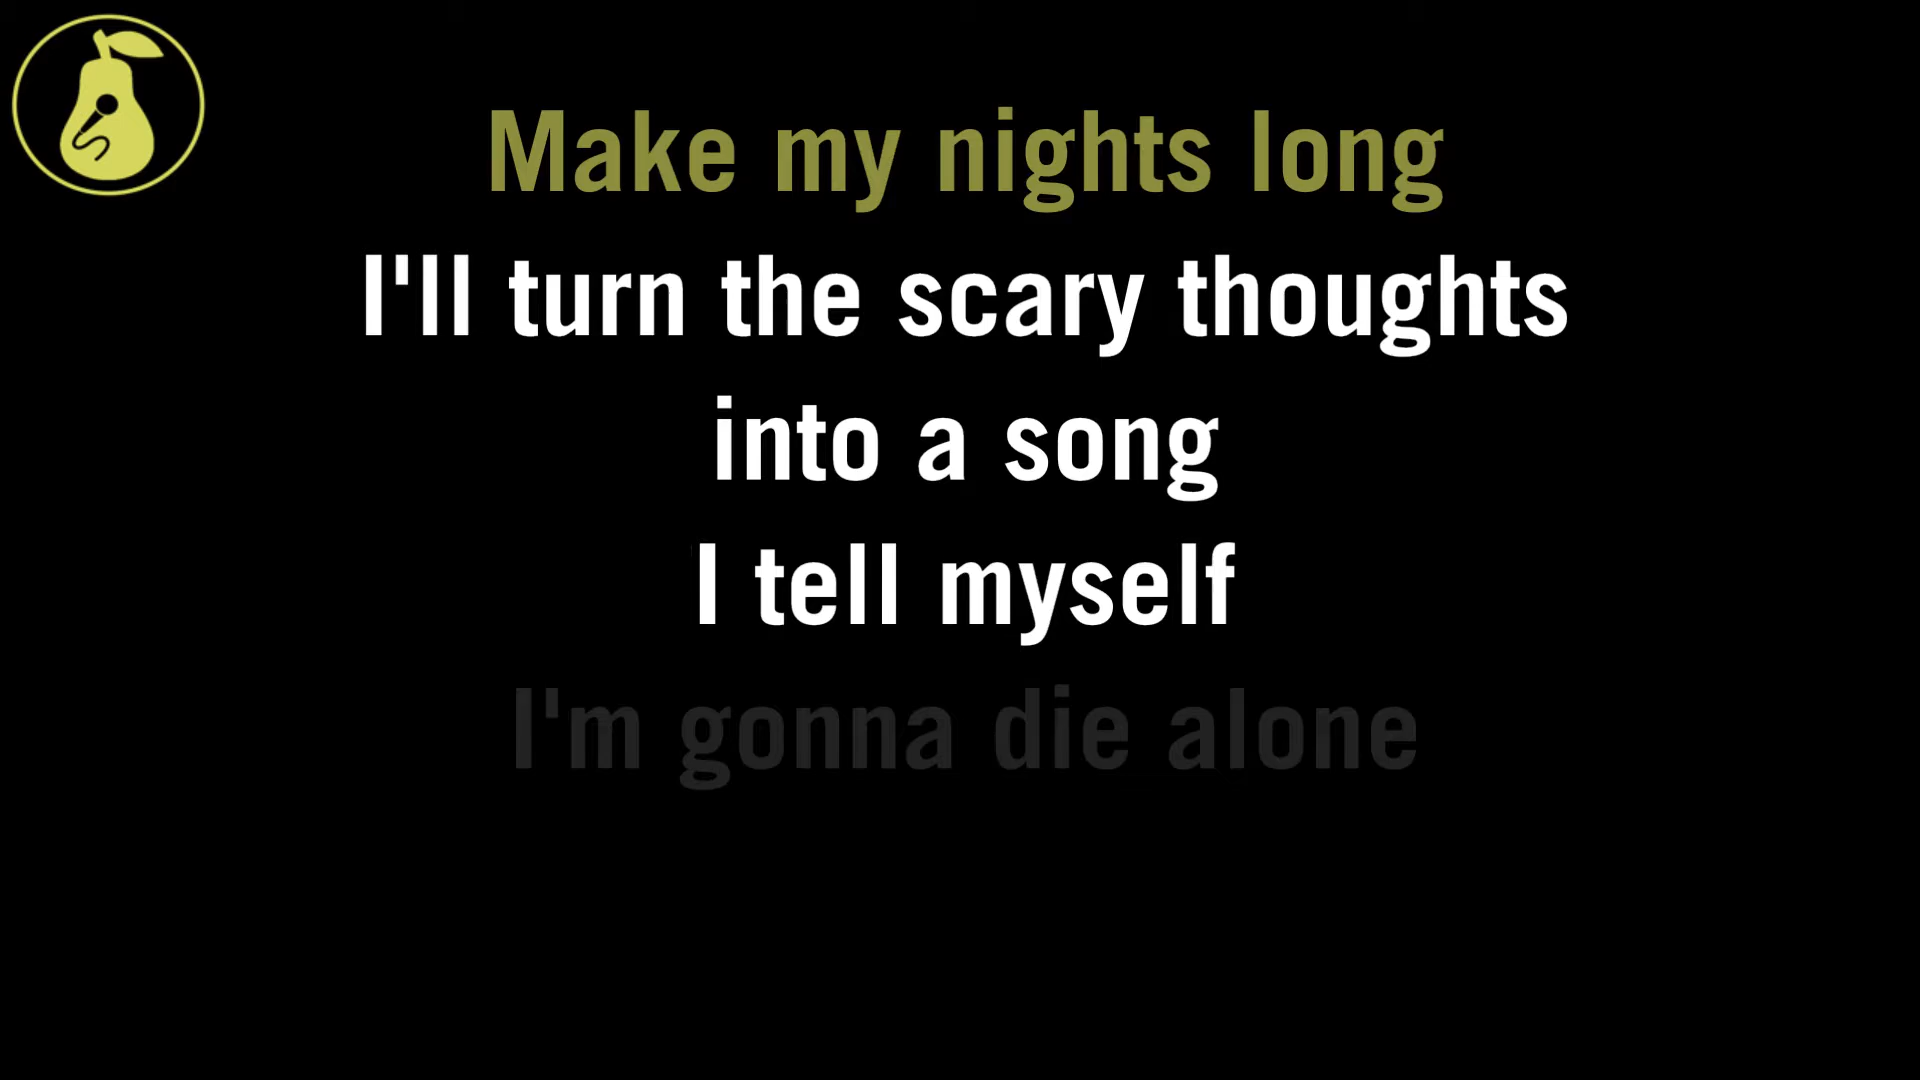 Make my nights long
I'll turn the scary thoughts
into a song
I tell myself
I'm gonna die alone